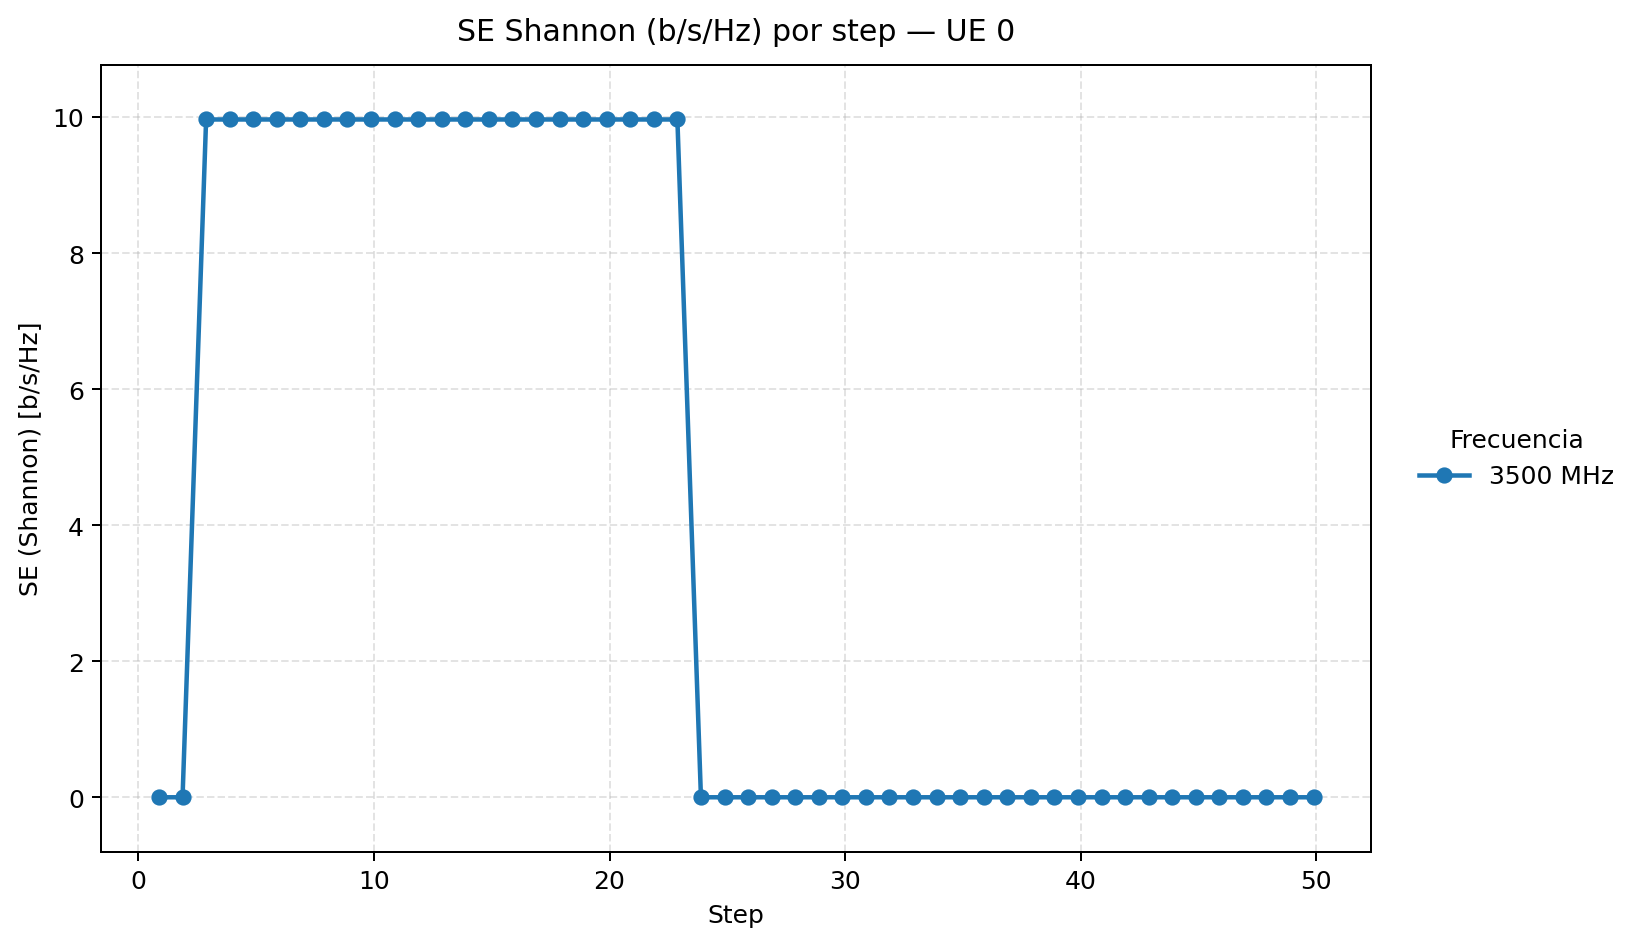 SE Shannon (b/s/Hz) por step — UE 0
SE (Shannon) [b/s/Hz]
10
8
6
4
2
0
0 10 20 30 40 50
Step
Frecuencia
3500 MHz